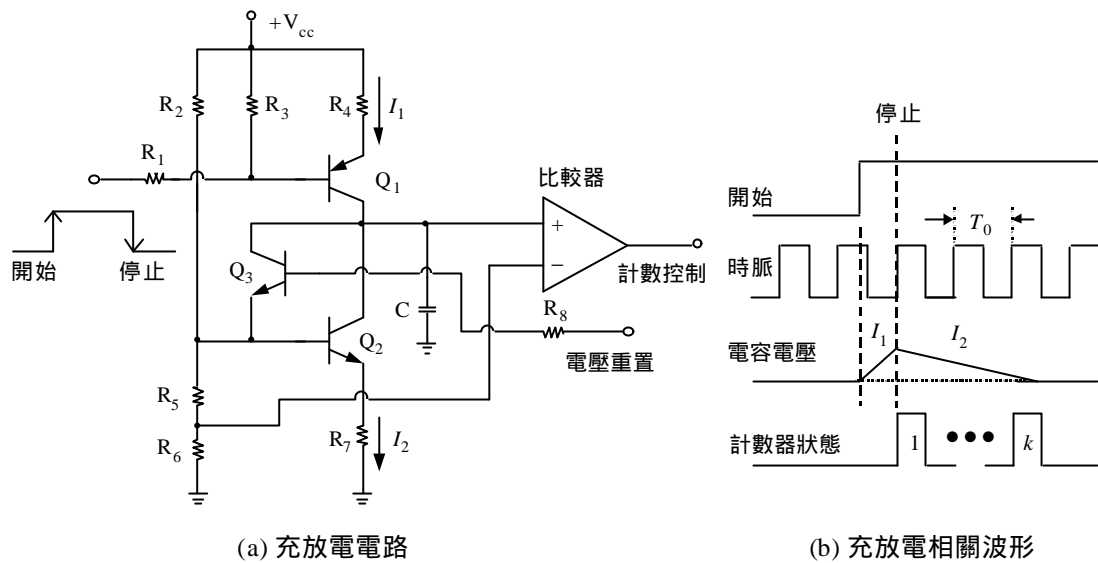 +Vcc
R2
R3
R4
I1
R1
Q1
開始
停止
Q3
Q2
C
R8
電壓重置
比較器
+
−
計數控制
R5
R6
R7
I2
(a) 充放電電路
停止
開始
T0
時脈
I1
I2
電容電壓
計數器狀態
1
k
(b) 充放電相關波形